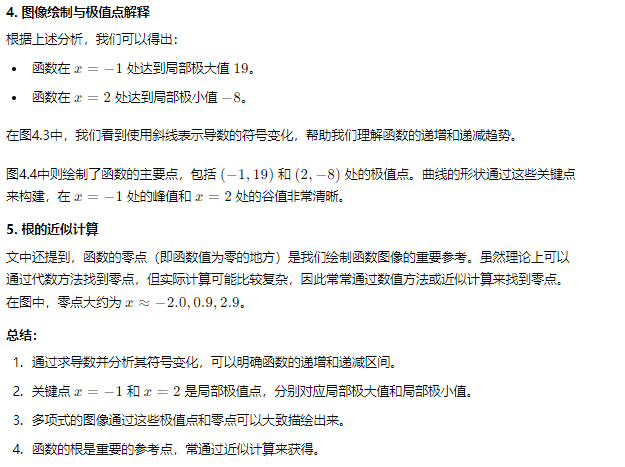 4. 图像绘制与极值点解释
根据上述分析，我们可以得出：
• 函数在 x = −1 处达到局部极大值 19。
• 函数在 x = 2 处达到局部极小值 −8。
在图4.3中，我们看到使用斜线表示导数的符号变化，帮助我们理解函数的递增和递减趋势。
图4.4中则绘制了函数的主要点，包括 (−1, 19) 和 (2, −8) 处的极值点。曲线的形状通过这些关键点
来构建，在 x = −1 处的峰值和 x = 2 处的谷值非常清晰。
5. 根的近似计算
文中还提到，函数的零点（即函数值为零的地方）是我们绘制函数图像的重要参考。虽然理论上可以
通过代数方法找到零点，但实际计算可能比较复杂，因此常常通过数值方法或近似计算来找到零点。
在图中，零点大约为 x ≈ −2.0, 0.9, 2.9。
总结：
1. 通过求导数并分析其符号变化，可以明确函数的递增和递减区间。
2. 关键点 x = −1 和 x = 2 是局部极值点，分别对应局部极大值和局部极小值。
3. 多项式的图像通过这些极值点和零点可以大致描绘出来。
4. 函数的根是重要的参考点，常通过近似计算来获得。